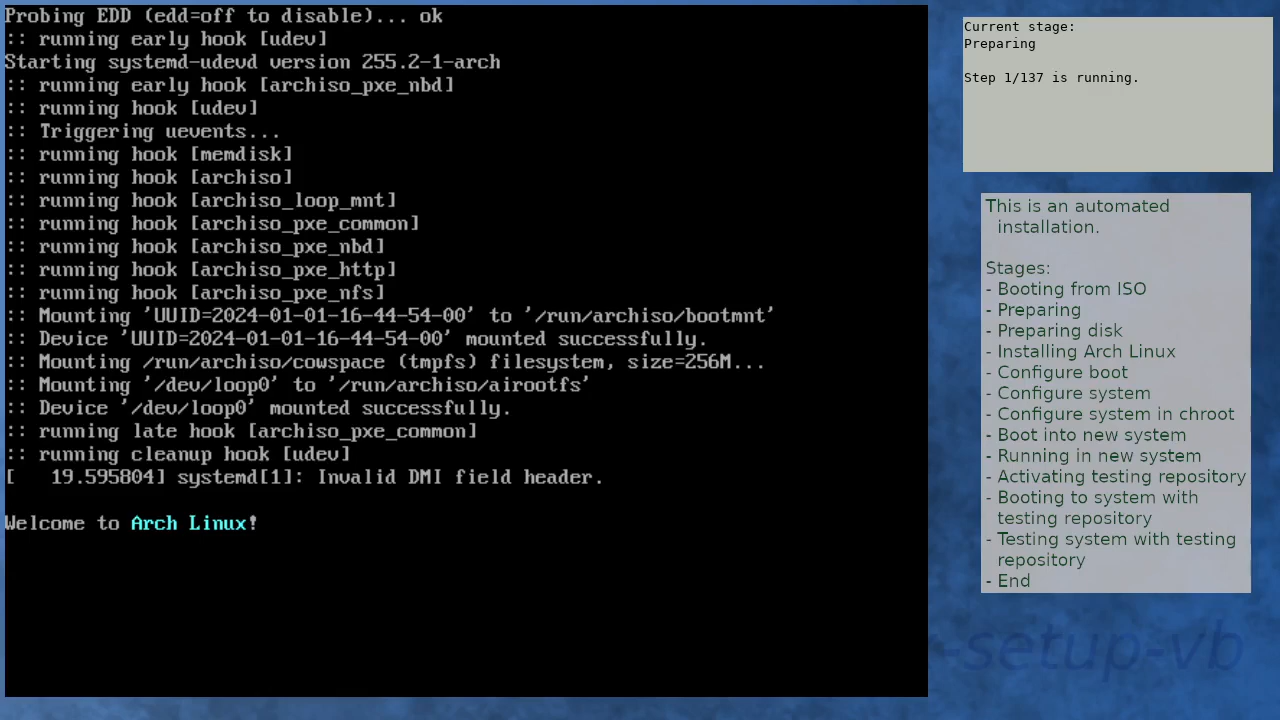 Probing EDD (edd=off to disable)... ok
:: running early hook [udev]
Starting systemd-udevd version 255.2-1-arch
:: running early hook [archiso_pxe_nbd]
:: running hook [udev]
:: Triggering uevents...
:: running hook [memdisk]
:: running hook [archiso]
:: running hook [archiso_loop_mnt]
:: running hook [archiso_pxe_common]
:: running hook [archiso_pxe_nbd]
:: running hook [archiso_pxe_http]
:: running hook [archiso_pxe_nfs]
:: Mounting 'UUID=2024-01-01-16-44-54-00' to '/run/archiso/bootmnt'
:: Device 'UUID=2024-01-01-16-44-54-00' mounted successfully.
:: Mounting /run/archiso/cowspace (tmpfs) filesystem, size=256M...
:: Mounting '/dev/loop0' to '/run/archiso/airootfs'
:: Device '/dev/loop0' mounted successfully.
:: running late hook [archiso_pxe_common]
:: running cleanup hook [udev]
[   19.595804] systemd[1]: Invalid DMI field header.
Welcome to Arch Linux!
Current stage:
Preparing
Step 1/137 is running.
This is an automated
installation.
Stages:
- Booting from ISO
- Preparing
- Preparing disk
- Installing Arch Linux
- Configure boot
- Configure system
- Configure system in chroot
- Boot into new system
- Running in new system
- Activating testing repository
- Booting to system with
testing repository
- Testing system with testing
repository
- End
-setup-vb